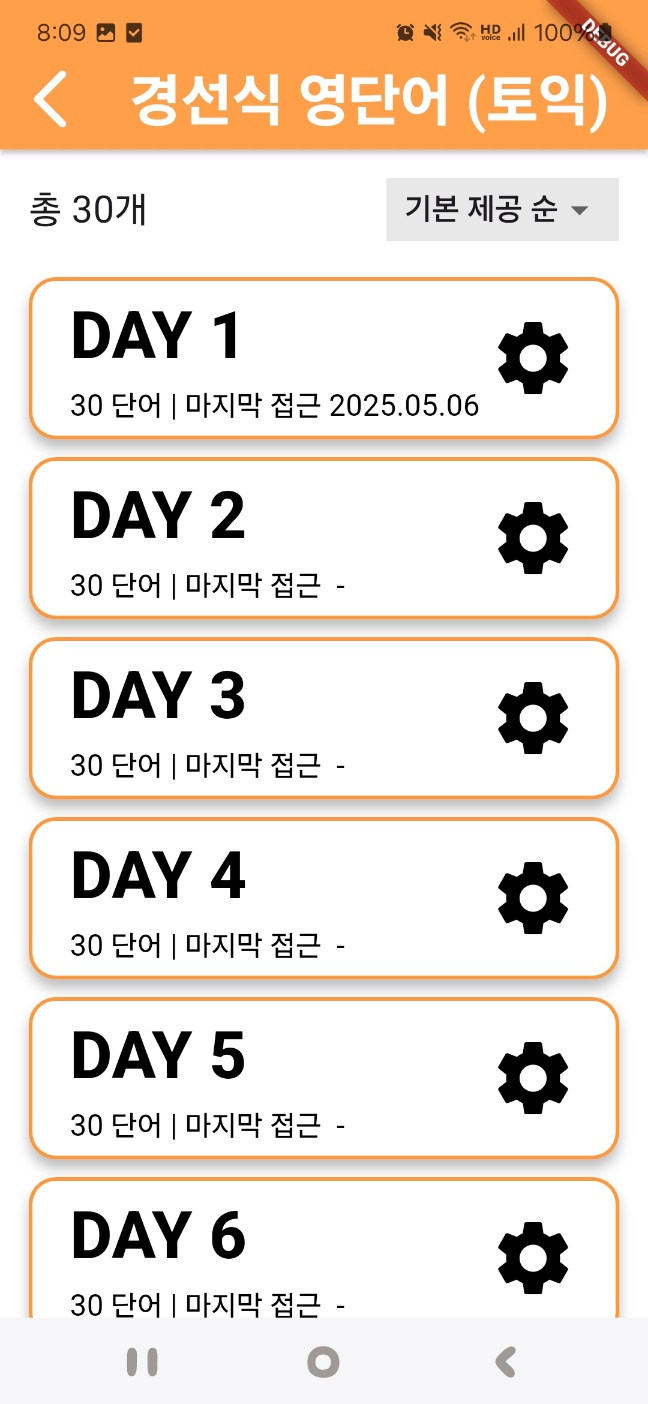 8:09 HD voice 100%
DEBUG
경선식 영단어 (토익)
총 30개 기본 제공 순
DAY 1
30 단어 | 마지막 접근 2025.05.06
DAY 2
30 단어 | 마지막 접근 -
DAY 3
30 단어 | 마지막 접근 -
DAY 4
30 단어 | 마지막 접근 -
DAY 5
30 단어 | 마지막 접근 -
DAY 6
30 단어 | 마지막 접근 -